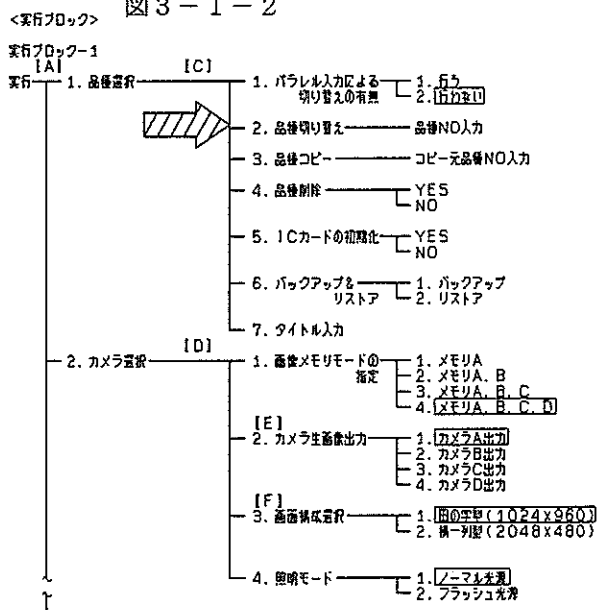 図3-1-2
<実行ブロック>
実行ブロック-1
[A] [C]
実行 1. 品種選択 1. パラレル入力による 1. 行う
切り替えの有無 2. 行わない
2. 品種切り替え 品種NO入力
3. 品種コピー コピー元品種NO入力
4. 品種削除 YES
NO
5. ICカードの初期化 YES
NO
6. バックアップ& 1. バックアップ
リストア 2. リストア
7. タイトル入力
[D]
2. カメラ選択 1. 画像メモリモードの 1. メモリA
指定 2. メモリA, B
3. メモリA, B, C
4. メモリA, B, C, D
[E]
2. カメラ生画像出力 1. カメラA出力
2. カメラB出力
3. カメラC出力
4. カメラD出力
[F]
3. 画面構成選択 1. 田の字型(1024x960)
2. 横一列型(2048x480)
4. 照明モード 1. ノーマル光源
2. フラッシュ光源